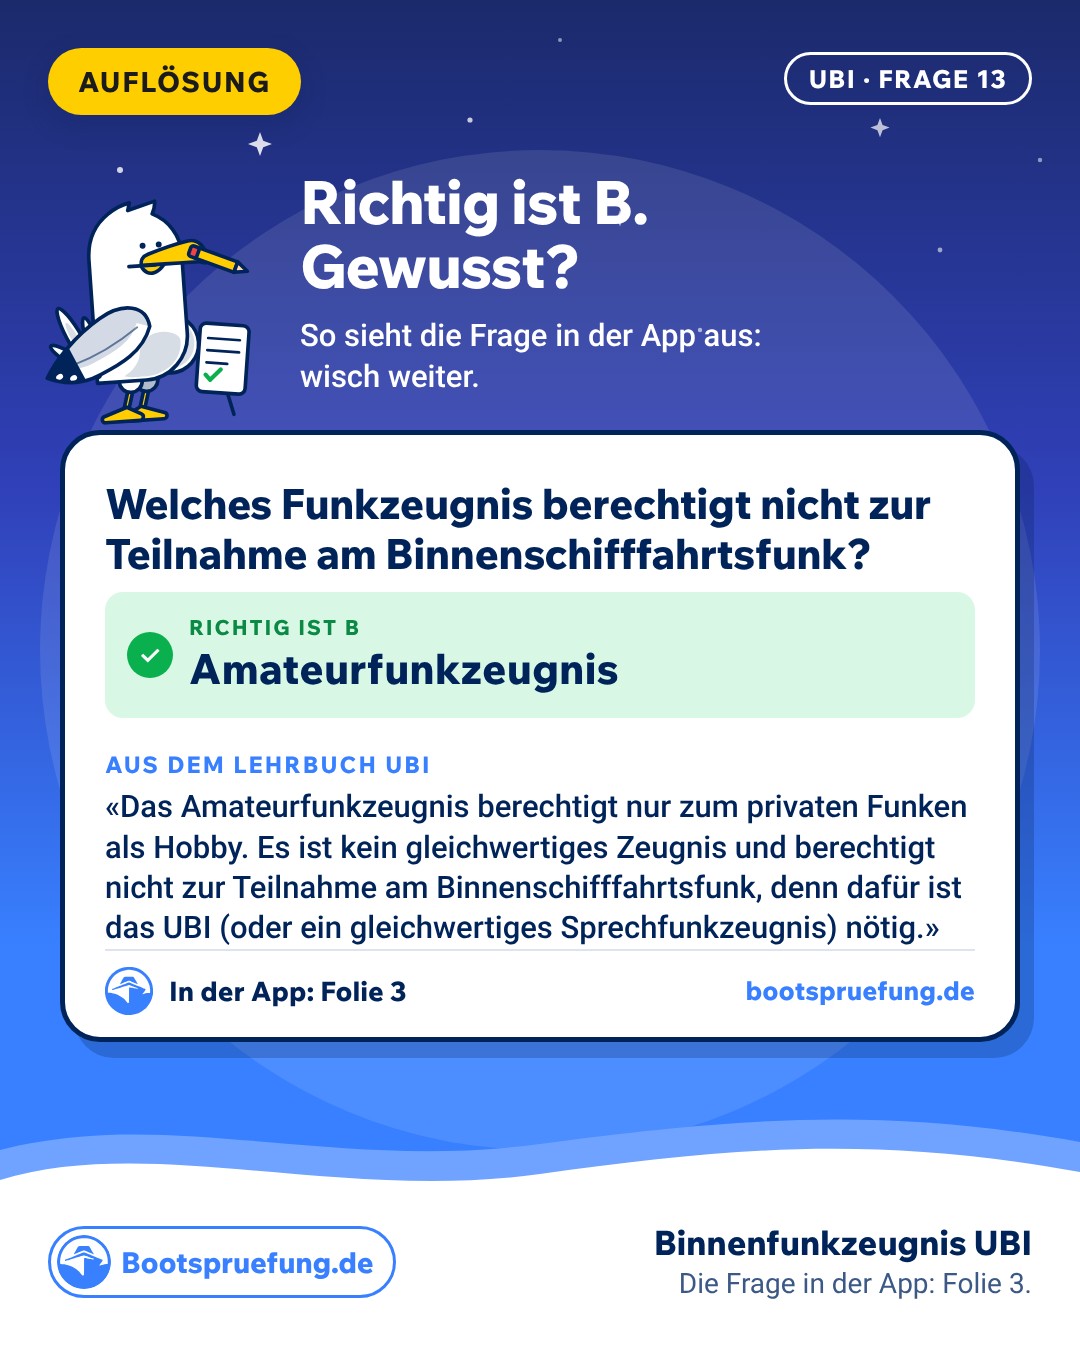 AUFLÖSUNG
UBI · FRAGE 13
Richtig ist B.
Gewusst?
So sieht die Frage in der App aus:
wisch weiter.
Welches Funkzeugnis berechtigt nicht zur
Teilnahme am Binnenschifffahrtsfunk?
RICHTIG IST B
Amateurfunkzeugnis
AUS DEM LEHRBUCH UBI
«Das Amateurfunkzeugnis berechtigt nur zum privaten Funken
als Hobby. Es ist kein gleichwertiges Zeugnis und berechtigt
nicht zur Teilnahme am Binnenschifffahrtsfunk, denn dafür ist
das UBI (oder ein gleichwertiges Sprechfunkzeugnis) nötig.»
In der App: Folie 3
bootspruefung.de
Bootspruefung.de
Binnenfunkzeugnis UBI
Die Frage in der App: Folie 3.